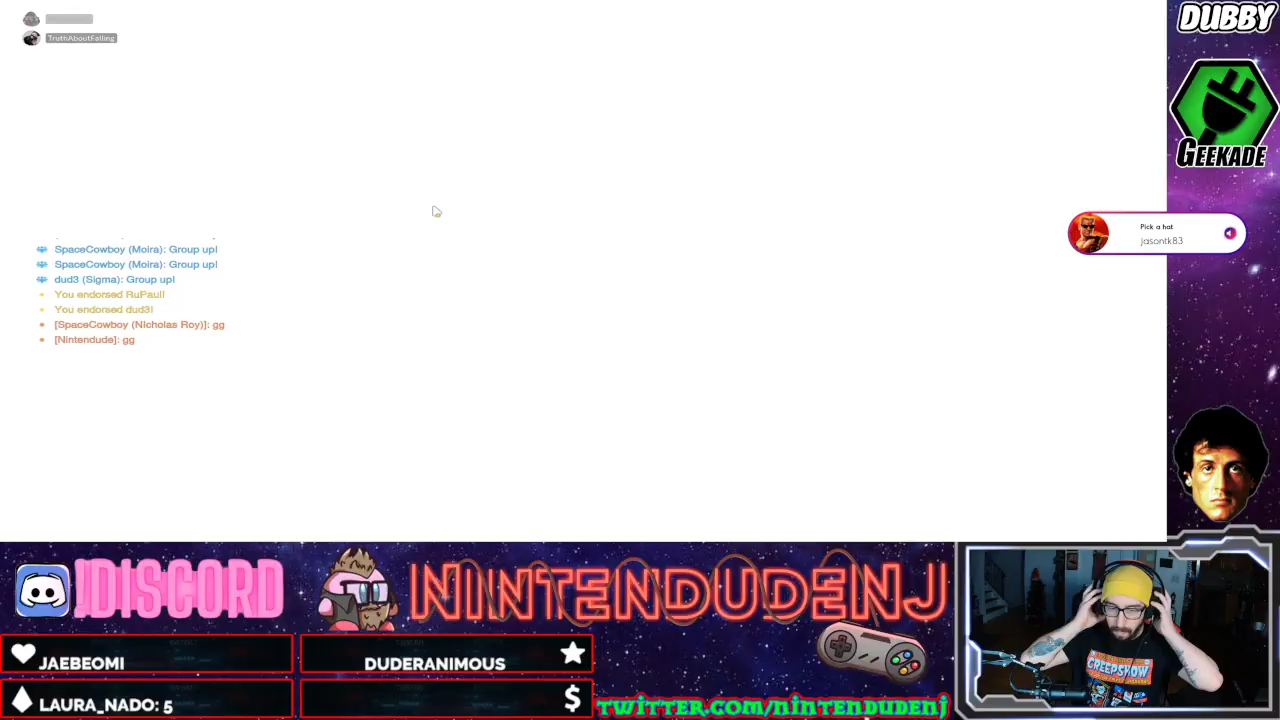 TruthAboutFalling
SpaceCowboy (Moira): Group up!
SpaceCowboy (Moira): Group up!
dud3 (Sigma): Group up!
You endorsed RuPaul!
You endorsed dud3!
[SpaceCowboy (Nicholas Roy)]: gg
[Nintendude]: gg
DUBBY
GEEKADE
Pick a hat
jasontk83
DISCORD
NINTENDUDENJ
JAEBEOMI
DUDERANIMOUS
LAURA_NADO: 5
$
TWITTER.COM/NINTENDUDENJ
CREEPSHOW